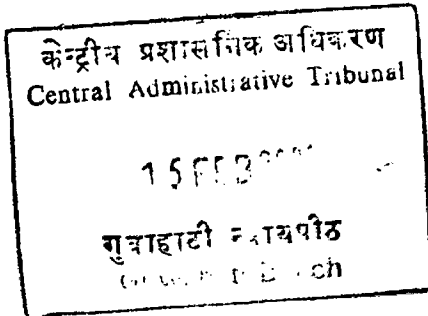 केन्द्रीय प्रशासनिक अधिकरण
Central Administrative Tribunal
15 FEB
गुवाहाटी न्यायपीठ